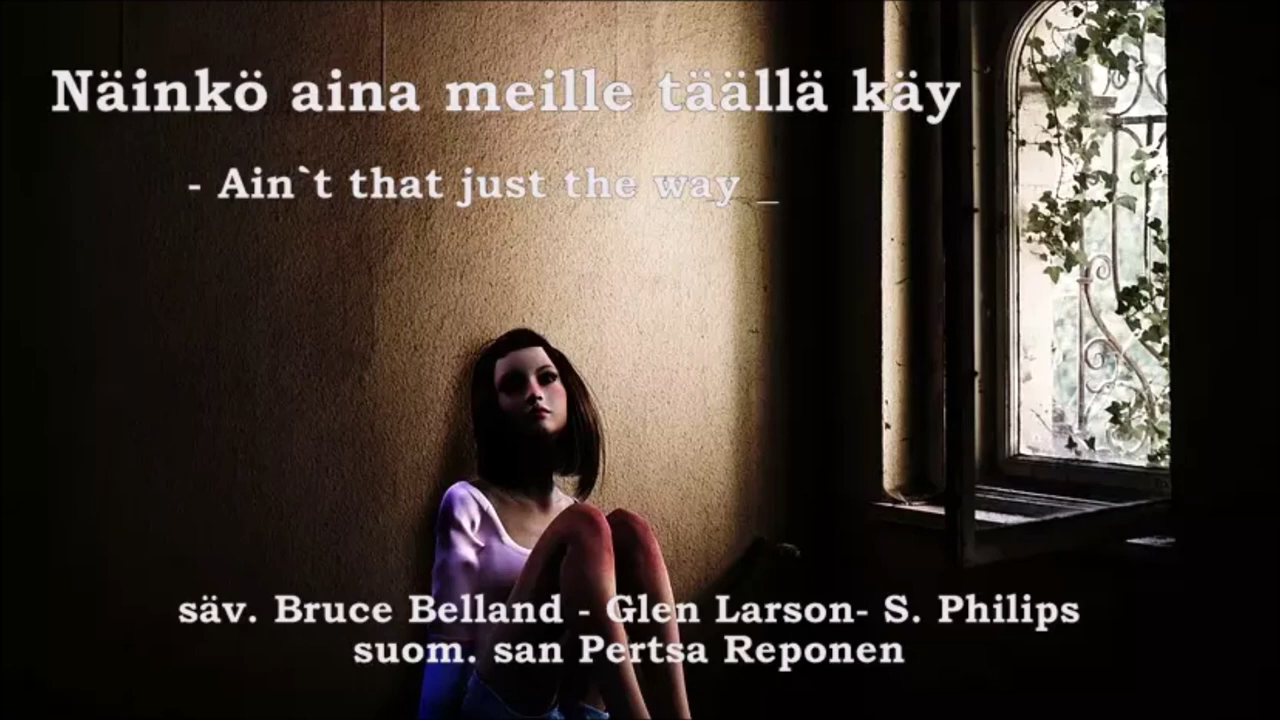 Näinkö aina meille täällä käy
- Ain`t that just the way _
säv. Bruce Belland - Glen Larson- S. Philips
suom. san Pertsa Reponen